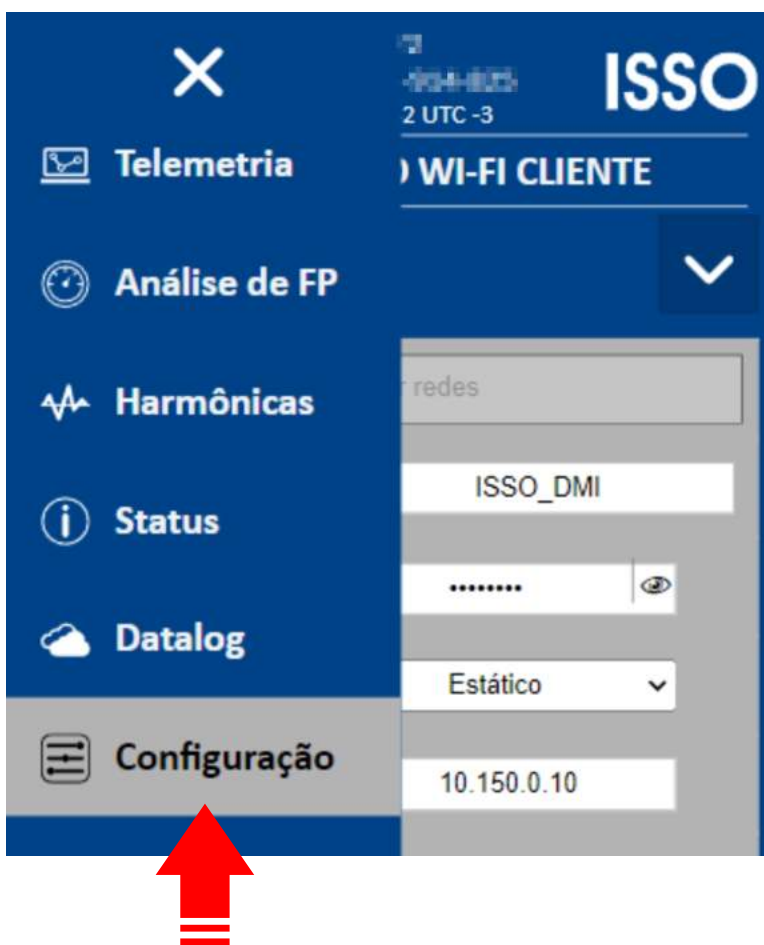 ISSO
2 UTC -3
Telemetria
WI-FI CLIENTE
Análise de FP
Harmônicas
redes
ISSO_DMI
Status
••••••••
Datalog
Estático
Configuração
10.150.0.10